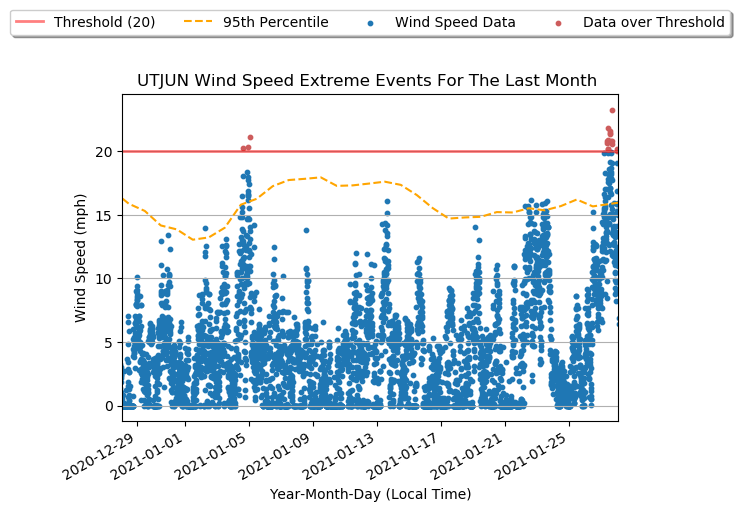 Threshold (20) 95th Percentile Wind Speed Data Data over Threshold
UTJUN Wind Speed Extreme Events For The Last Month
Wind Speed (mph)
20
15
10
5
0
2020-12-29 2021-01-01 2021-01-05 2021-01-09 2021-01-13 2021-01-17 2021-01-21 2021-01-25
Year-Month-Day (Local Time)